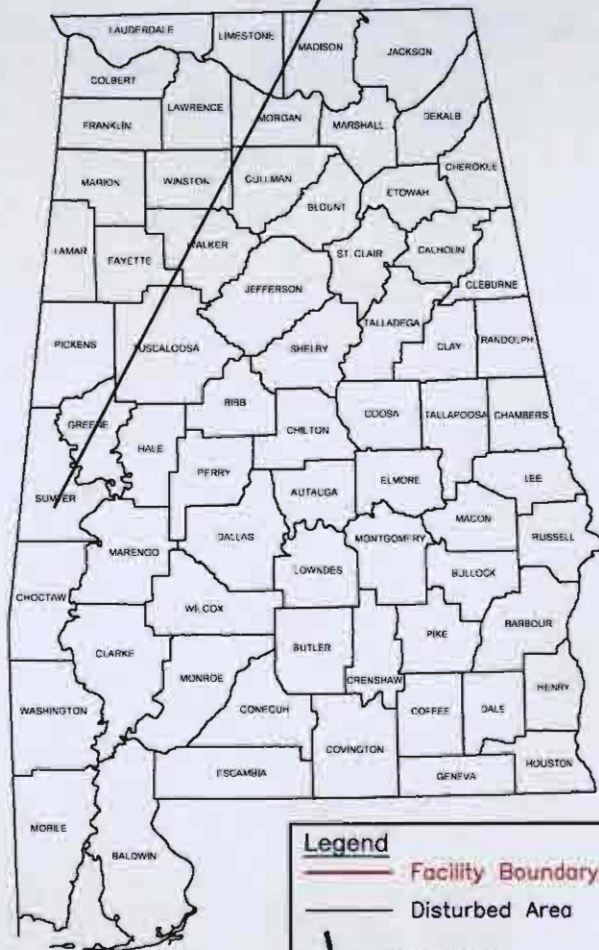 LAUDERDALE
LIMESTONE
MADISON
JACKSON
COLBERT
LAWRENCE
FRANKLIN
MORGAN
MARSHALL
DEKALB
CHEROKEE
MARION
WINSTON
CULLMAN
ETOWAH
BLOUNT
LAMAR
FAYETTE
WALKER
ST. CLAIR
CALHOUN
CLEBURNE
JEFFERSON
PICKENS
TUSCALOOSA
SHELBY
TALLADEGA
CLAY
RANDOLPH
GREENE
HALE
BIBB
CHILTON
COOSA
TALLAPOOSA
CHAMBERS
PERRY
AUTAUGA
ELMORE
LEE
SUMTER
MACON
RUSSELL
MARENGO
DALLAS
LOWNDES
MONTGOMERY
BULLOCK
CHOCTAW
WILCOX
BARBOUR
CLARKE
BUTLER
CRENSHAW
PIKE
MONROE
CONECUH
COFFEE
DALE
HENRY
WASHINGTON
COVINGTON
ESCAMBIA
GENEVA
HOUSTON
MOBILE
BALDWIN
Legend
Facility Boundary
Disturbed Area